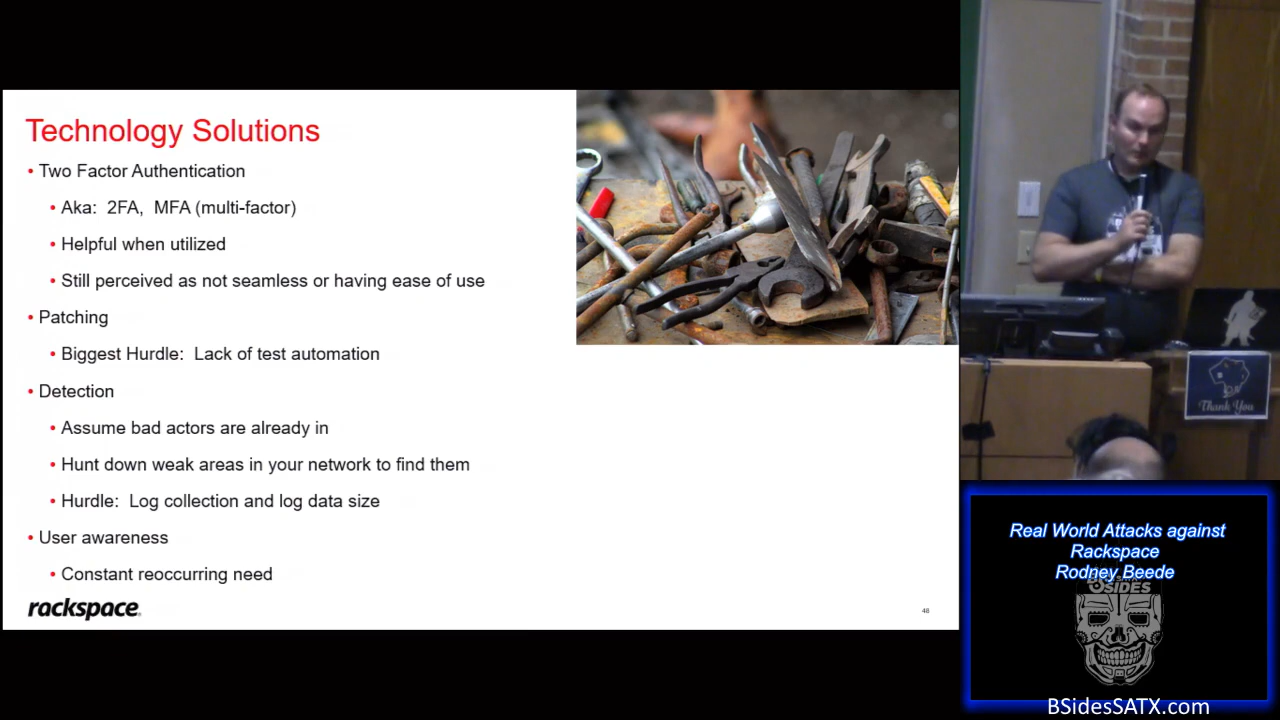 Technology Solutions
• Two Factor Authentication
• Aka: 2FA, MFA (multi-factor)
• Helpful when utilized
• Still perceived as not seamless or having ease of use
• Patching
• Biggest Hurdle: Lack of test automation
• Detection
• Assume bad actors are already in
• Hunt down weak areas in your network to find them
• Hurdle: Log collection and log data size
• User awareness
• Constant reoccurring need
rackspace
48
Thank You
Real World Attacks against
Rackspace
Rodney Beede
BSIDES
BSidesSATX.com